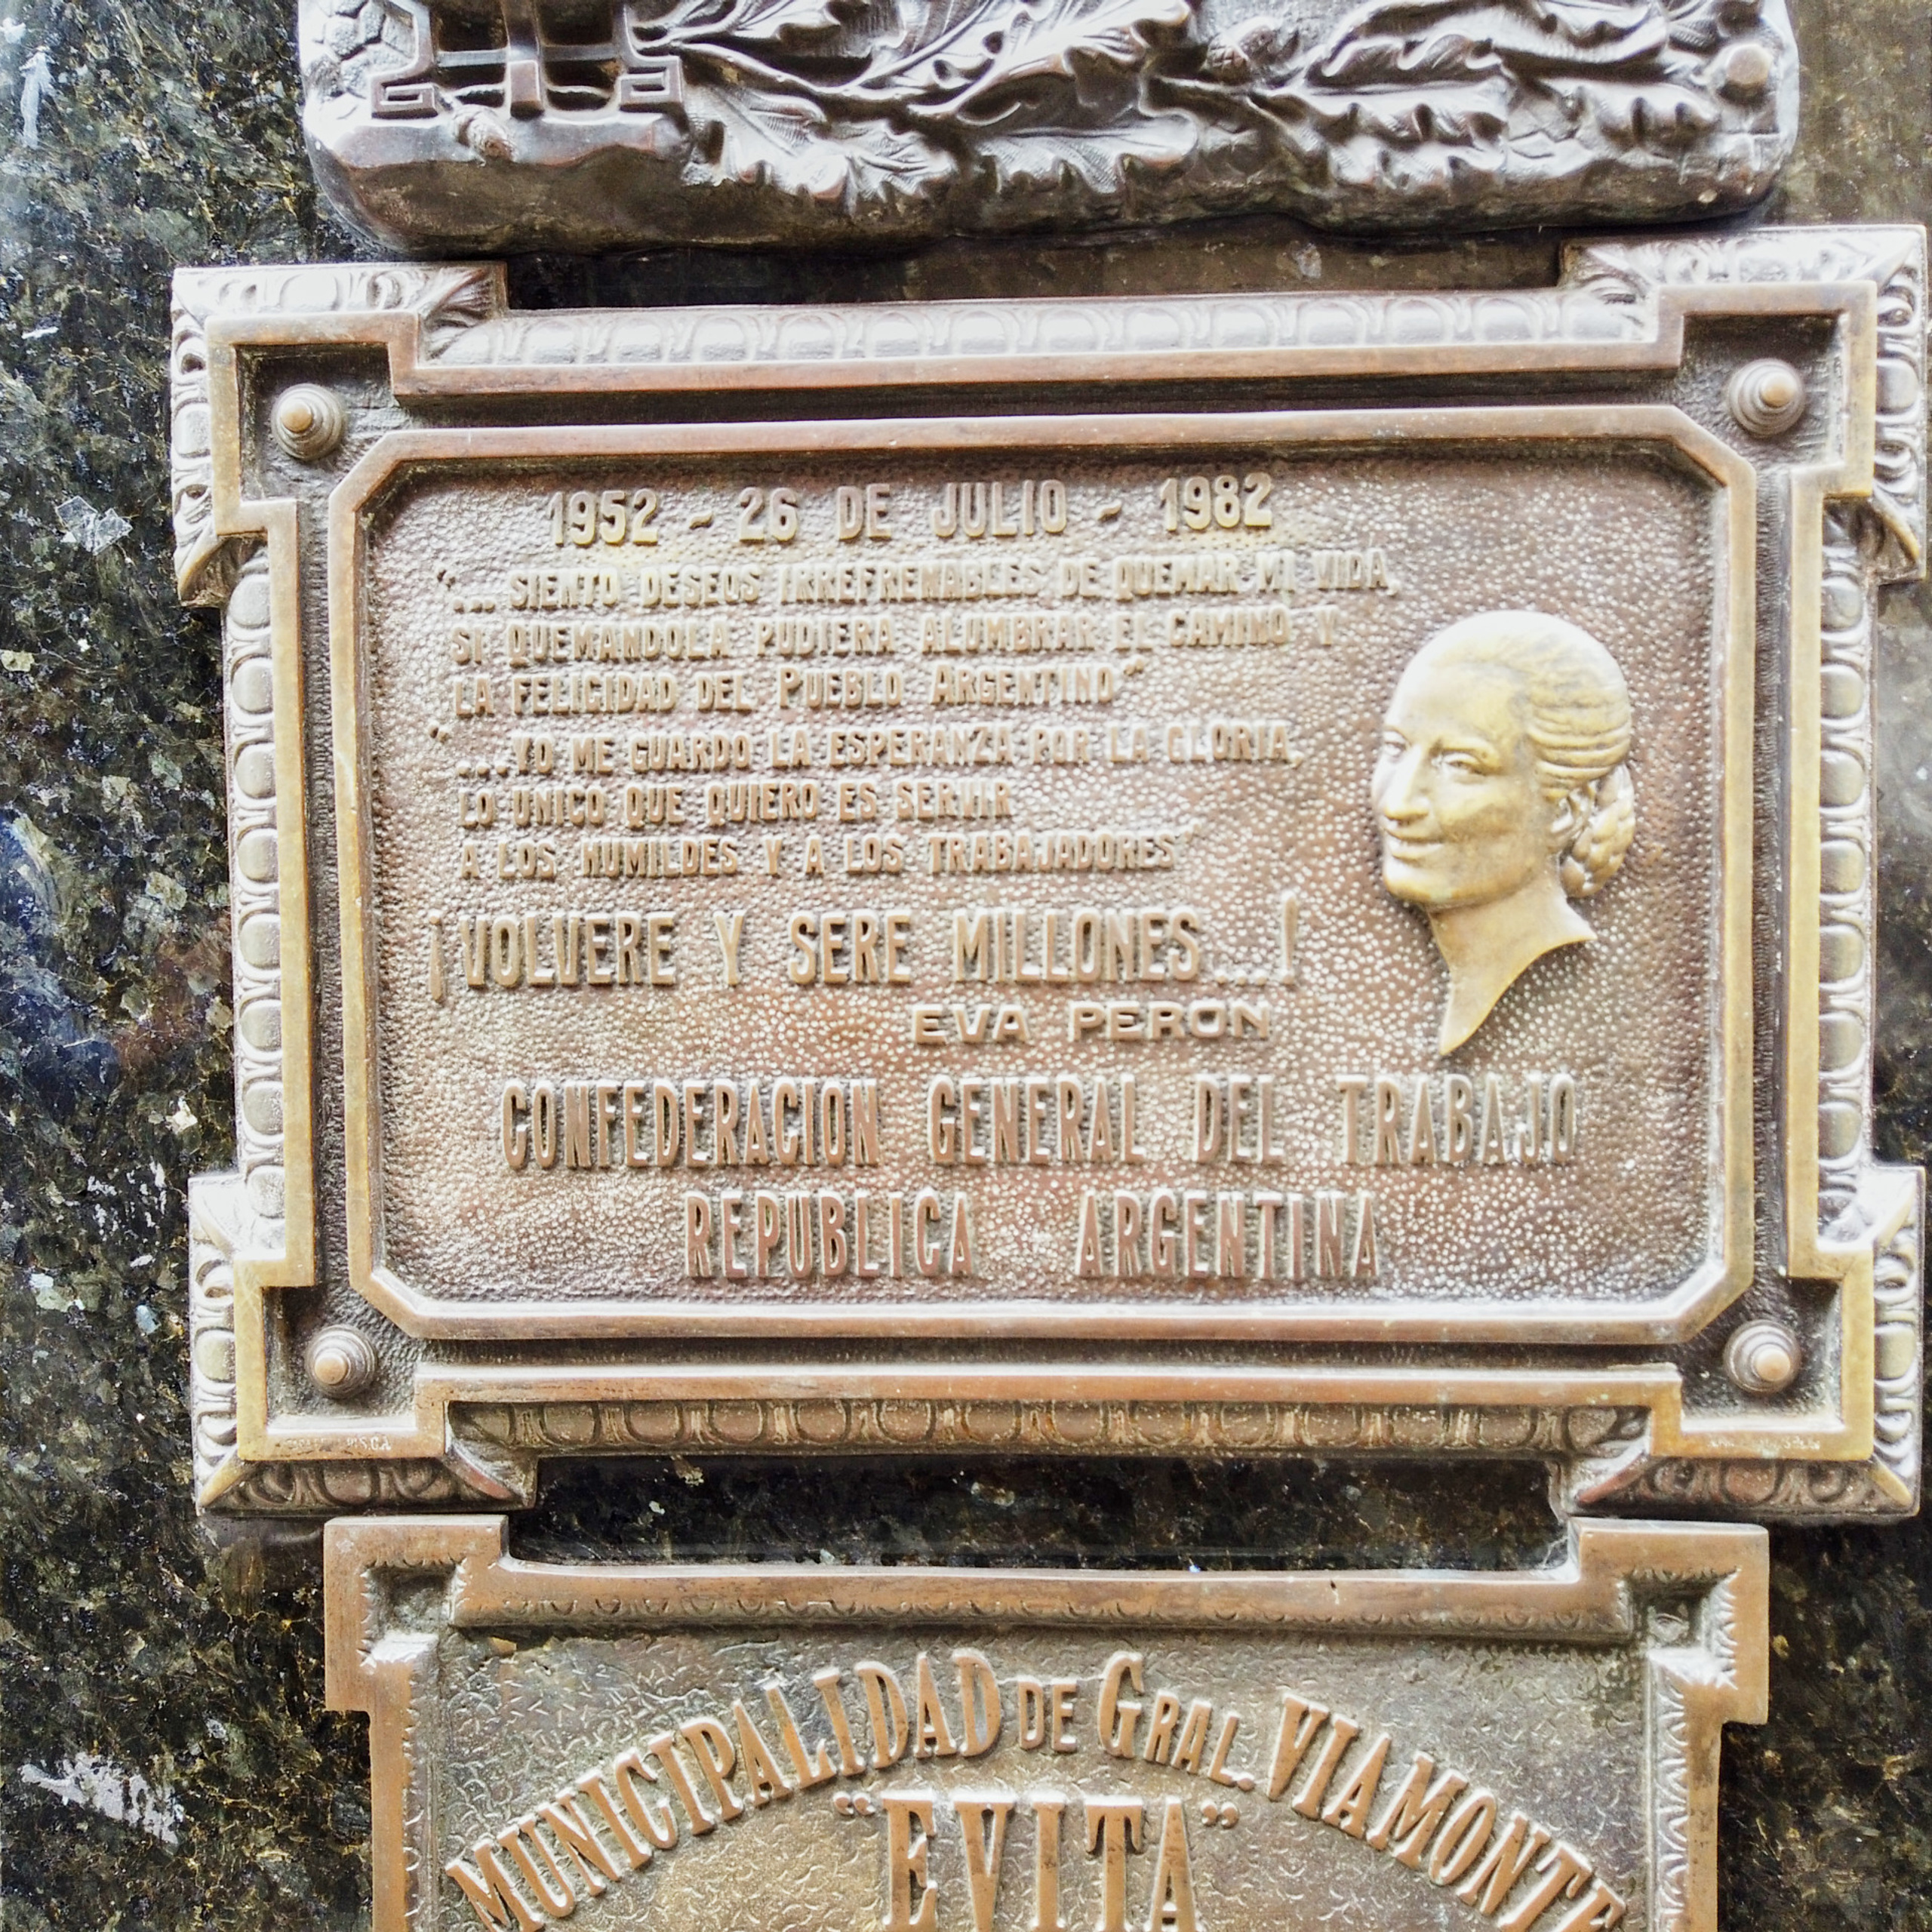 1952 - 26 DE JULIO - 1982
"... SIENTO DESEOS IRREFRENABLES DE QUEMAR MI VIDA,
SI QUEMANDOLA PUDIERA ALUMBRAR EL CAMINO Y
LA FELICIDAD DEL PUEBLO ARGENTINO"
"...YO ME GUARDO LA ESPERANZA POR LA GLORIA,
LO UNICO QUE QUIERO ES SERVIR
A LOS HUMILDES Y A LOS TRABAJADORES"
¡VOLVERE Y SERE MILLONES...!
EVA PERON
CONFEDERACION GENERAL DEL TRABAJO
REPUBLICA ARGENTINA
MUNICIPALIDAD DE GRAL. VIAMONTE
"EVITA"